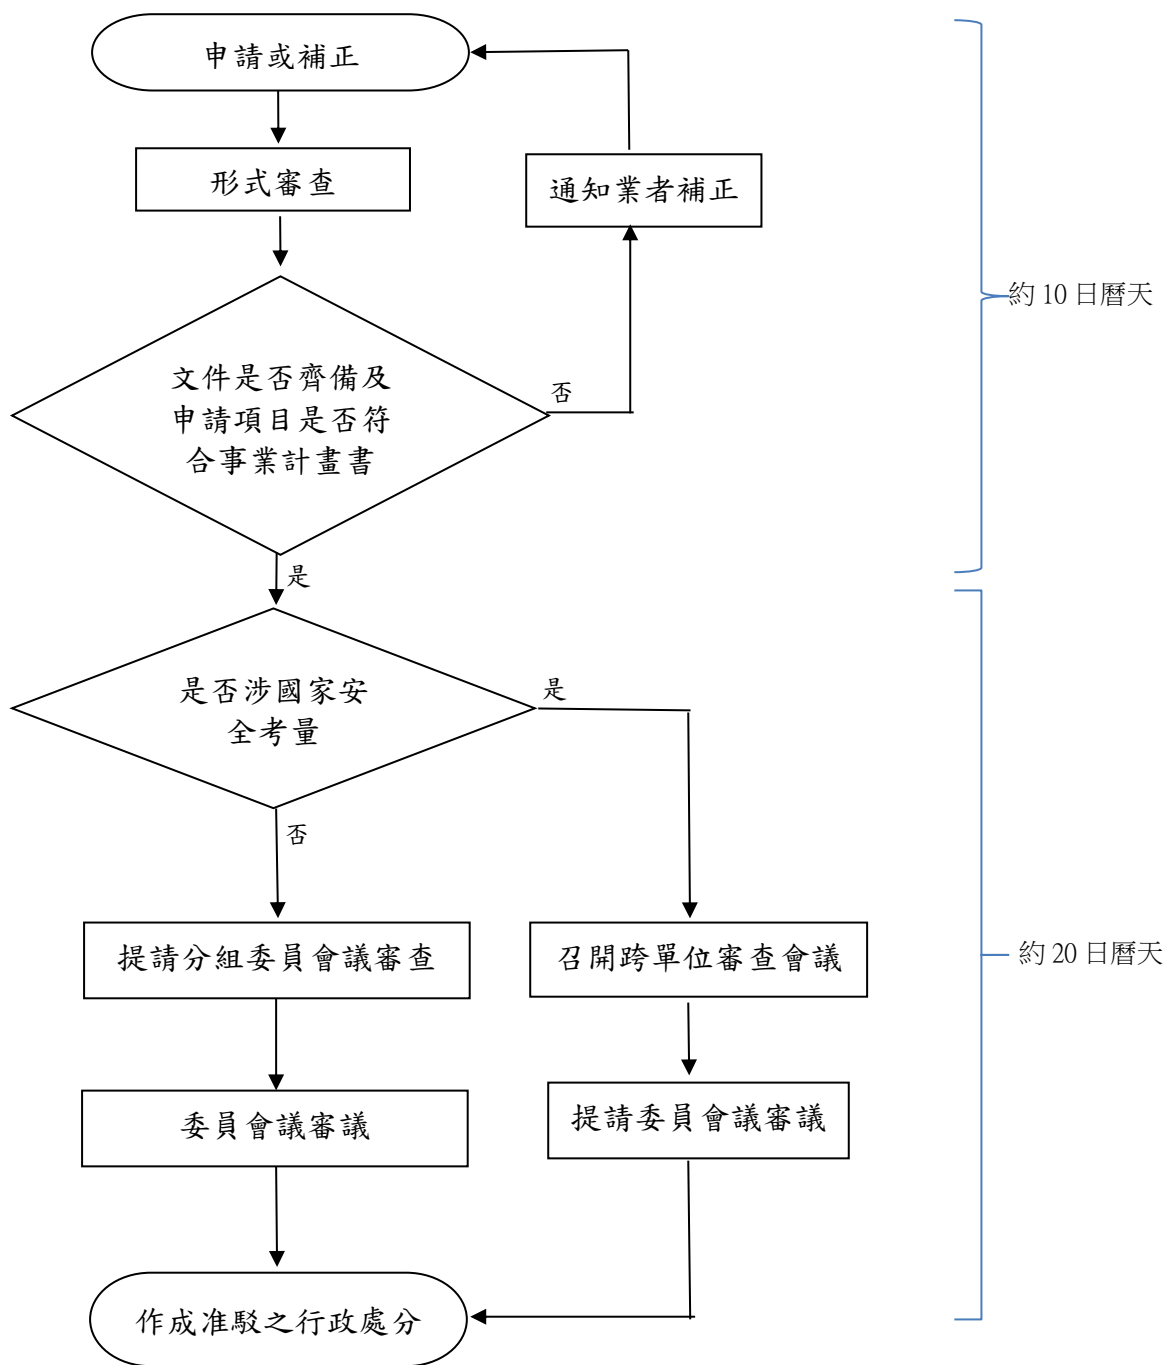 申請或補正
形式審查
通知業者補正
約10日曆天
文件是否齊備及
申請項目是否符
合事業計畫書
否
是
是否涉國家安
全考量
是
否
提請分組委員會議審查
召開跨單位審查會議
約20日曆天
委員會議審議
提請委員會議審議
作成准駁之行政處分